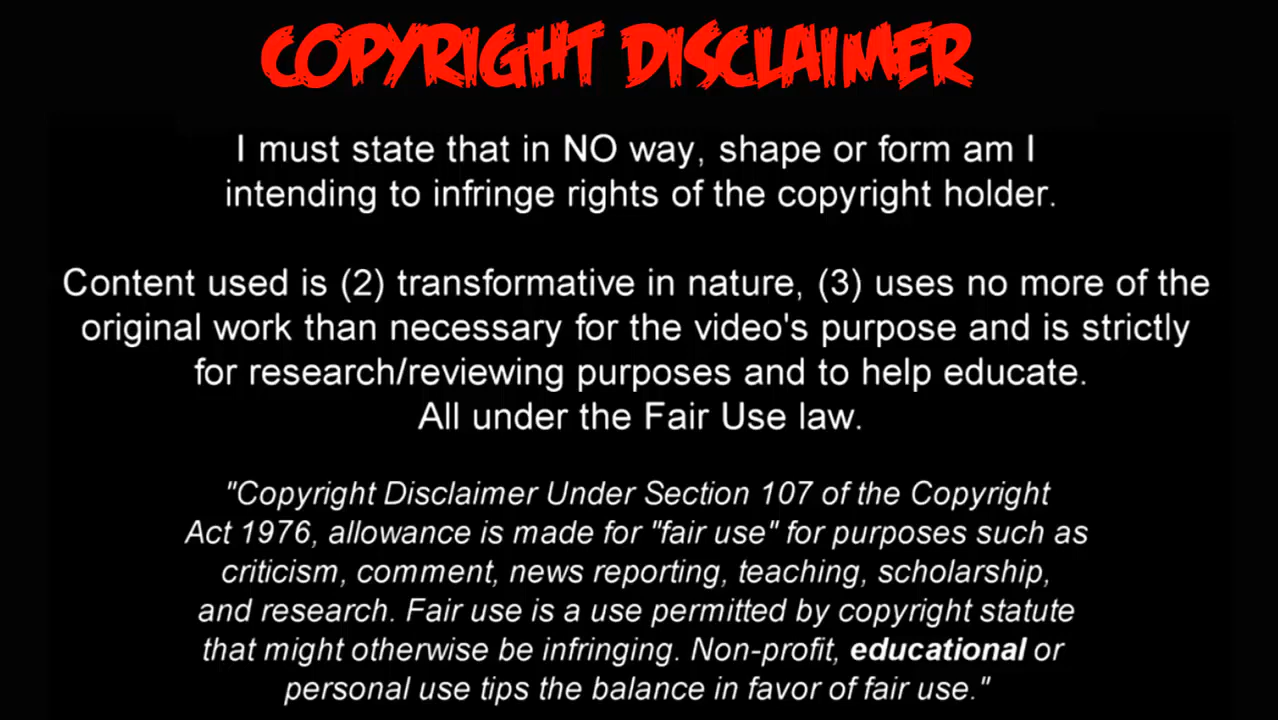 COPYRIGHT DISCLAIMER
I must state that in NO way, shape or form am I
intending to infringe rights of the copyright holder.
Content used is (2) transformative in nature, (3) uses no more of the
original work than necessary for the video's purpose and is strictly
for research/reviewing purposes and to help educate.
All under the Fair Use law.
"Copyright Disclaimer Under Section 107 of the Copyright
Act 1976, allowance is made for "fair use" for purposes such as
criticism, comment, news reporting, teaching, scholarship,
and research. Fair use is a use permitted by copyright statute
that might otherwise be infringing. Non-profit, educational or
personal use tips the balance in favor of fair use."